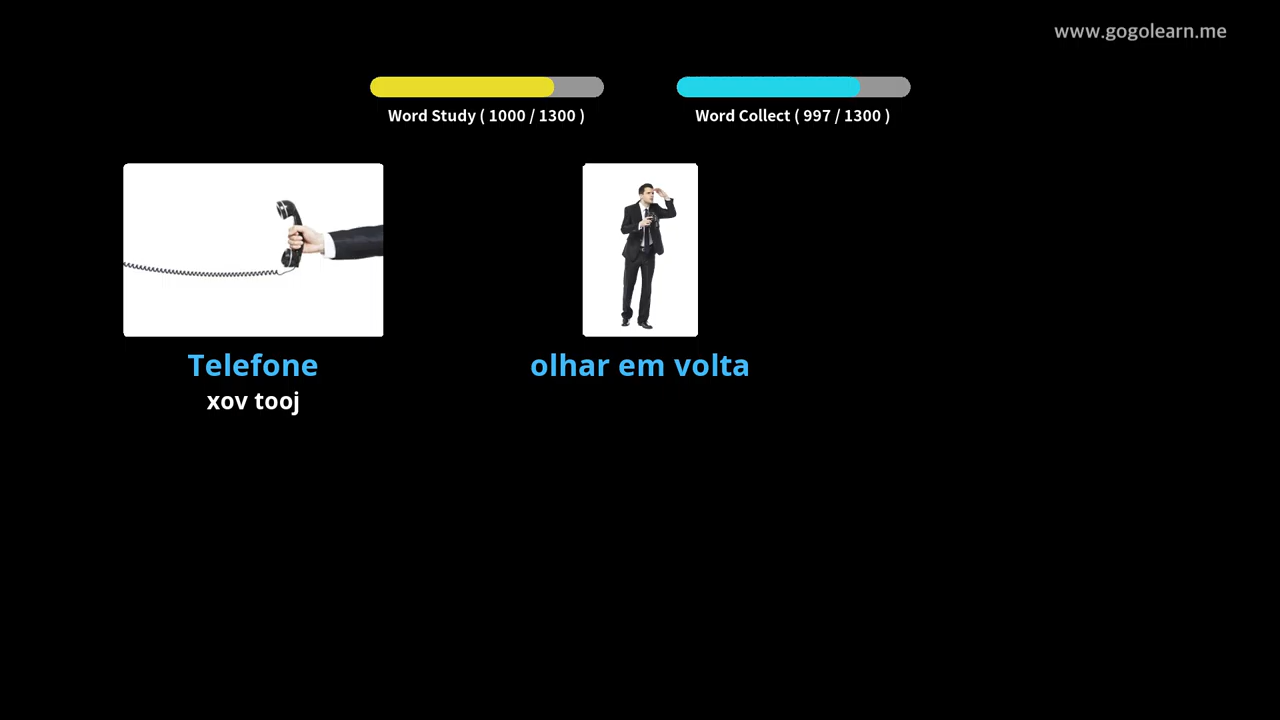 www.gogolearn.me
Word Study ( 1000 / 1300 )
Word Collect ( 997 / 1300 )
Telefone
xov tooj
olhar em volta